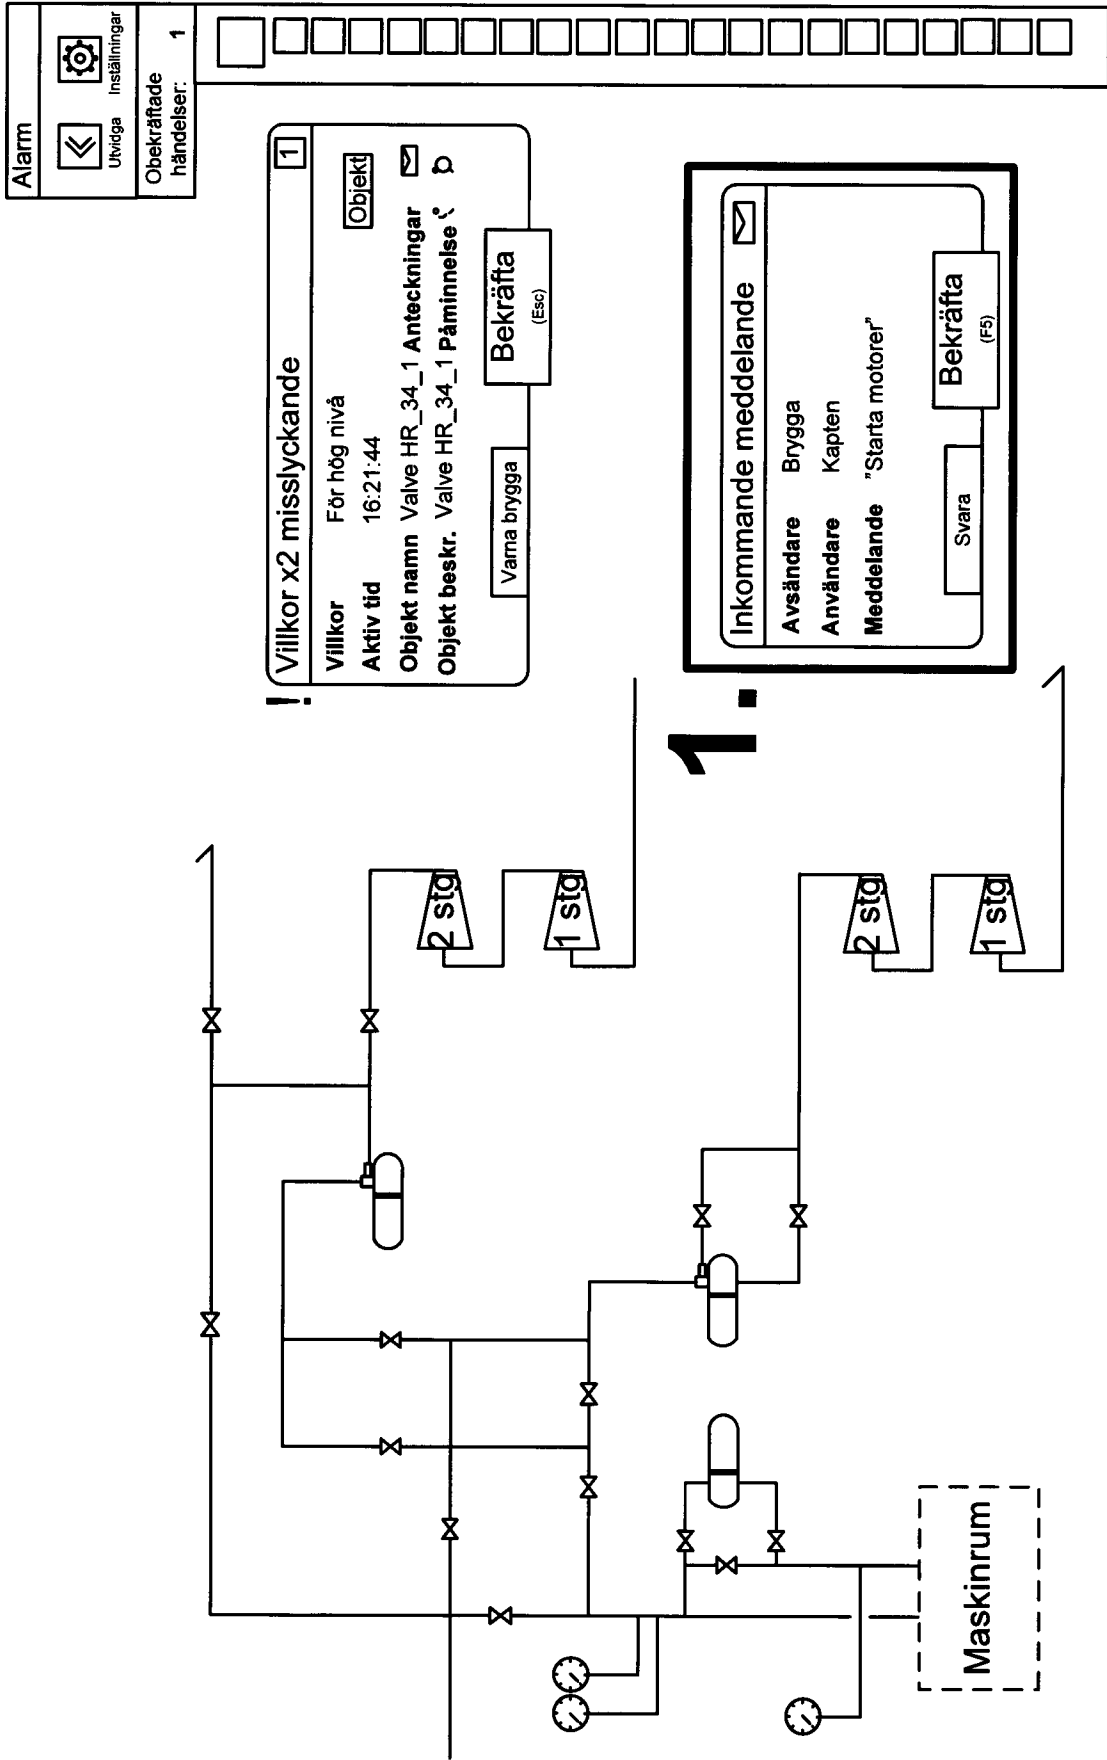 Alarm
Utvidga
Inställningar
Obekräftade
händelser: 1
!
Villkor x2 misslyckande 1
Villkor För hög nivå
Aktiv tid 16:21:44 Objekt
Objekt namn Valve HR_34_1 Anteckningar
Objekt beskr. Valve HR_34_1 Påminnelse
Varna brygga
Bekräfta
(Esc)
1.
Inkommande meddelande
Avsändare Brygga
Användare Kapten
Meddelande "Starta motorer"
Svara
Bekräfta
(F5)
2 stg
1 stg
2 stg
1 stg
Maskinrum